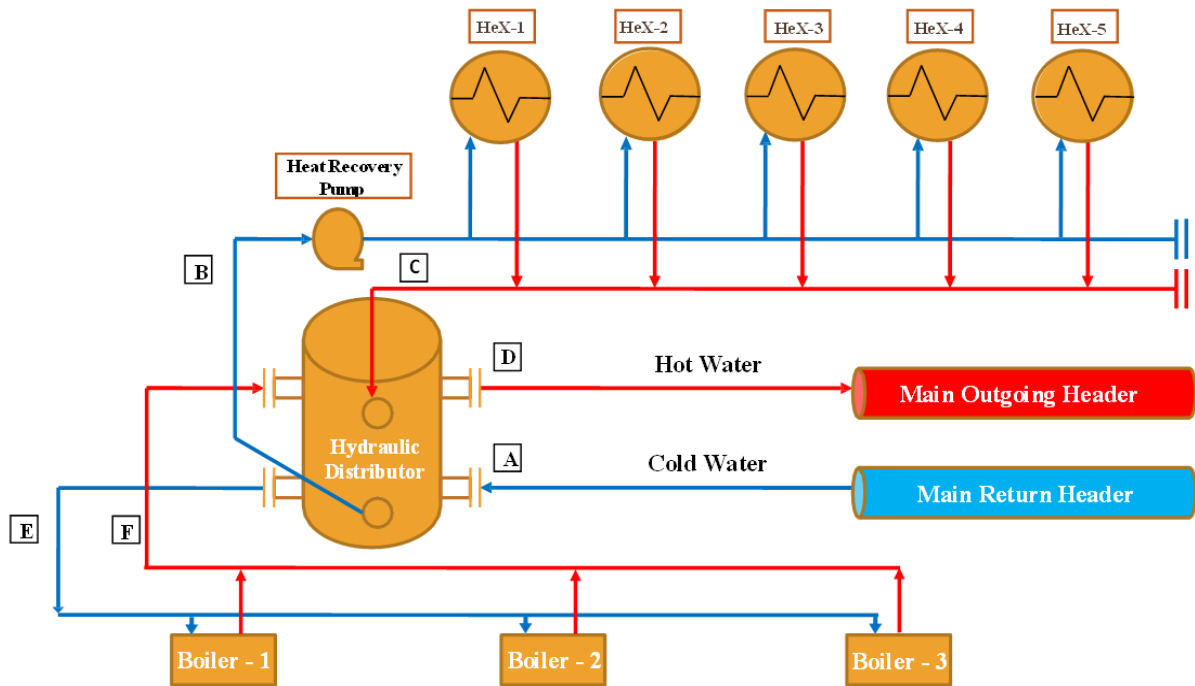 HeX-1
HeX-2
HeX-3
HeX-4
HeX-5
Heat Recovery
Pump
B
C
D
Hot Water
Main Outgoing Header
Hydraulic
Distributor
A
Cold Water
Main Return Header
E
F
Boiler - 1
Boiler - 2
Boiler - 3